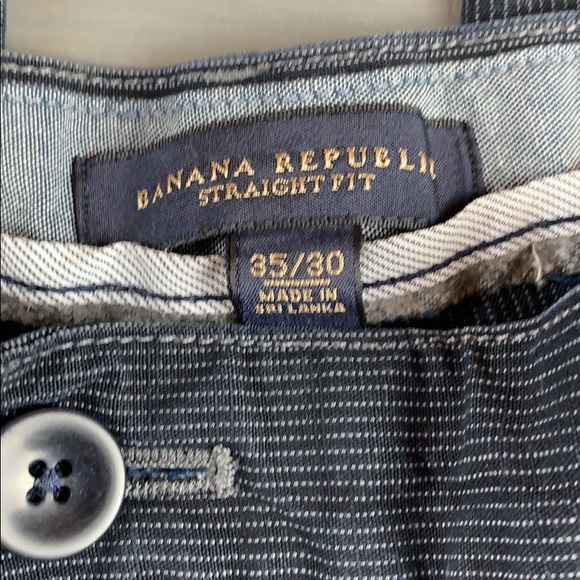 BANANA REPUBLIC
STRAIGHT FIT
35/30
MADE IN
SRI LANKA